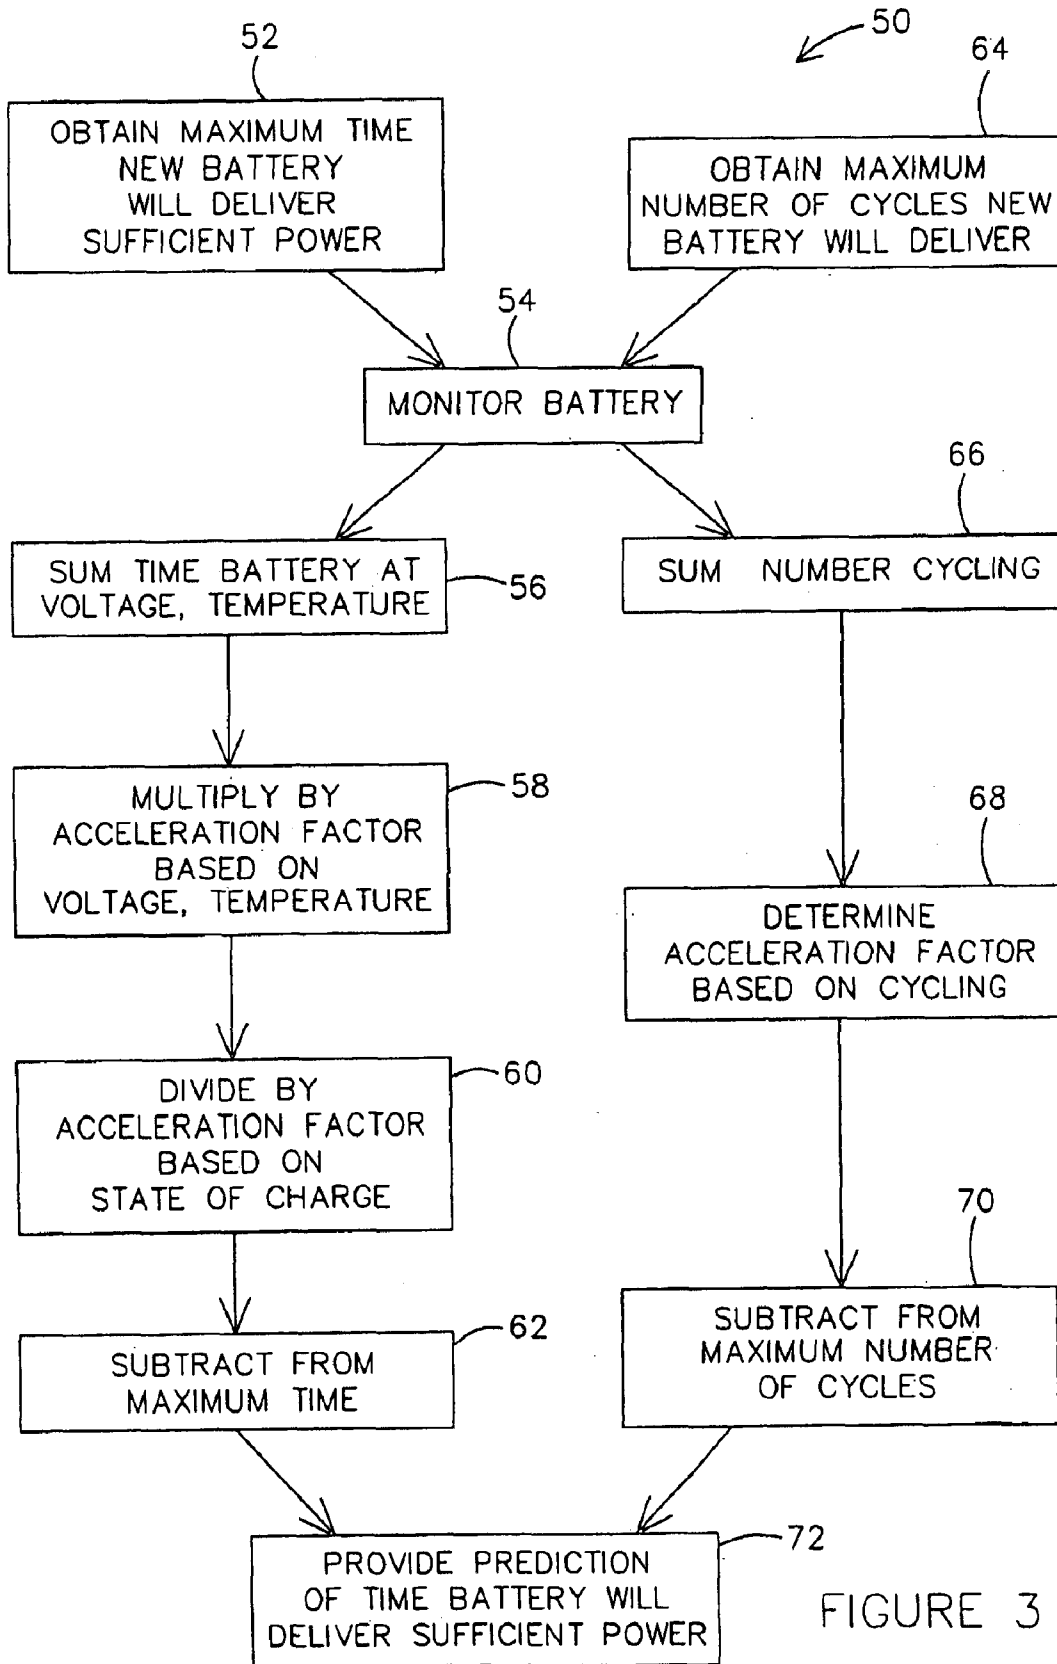 50
52
OBTAIN MAXIMUM TIME
NEW BATTERY
WILL DELIVER
SUFFICIENT POWER
64
OBTAIN MAXIMUM
NUMBER OF CYCLES NEW
BATTERY WILL DELIVER
54
MONITOR BATTERY
56
SUM TIME BATTERY AT
VOLTAGE, TEMPERATURE
66
SUM NUMBER CYCLING
58
MULTIPLY BY
ACCELERATION FACTOR
BASED ON
VOLTAGE, TEMPERATURE
68
DETERMINE
ACCELERATION FACTOR
BASED ON CYCLING
60
DIVIDE BY
ACCELERATION FACTOR
BASED ON
STATE OF CHARGE
70
SUBTRACT FROM
MAXIMUM NUMBER
OF CYCLES
62
SUBTRACT FROM
MAXIMUM TIME
72
PROVIDE PREDICTION
OF TIME BATTERY WILL
DELIVER SUFFICIENT POWER
FIGURE 3